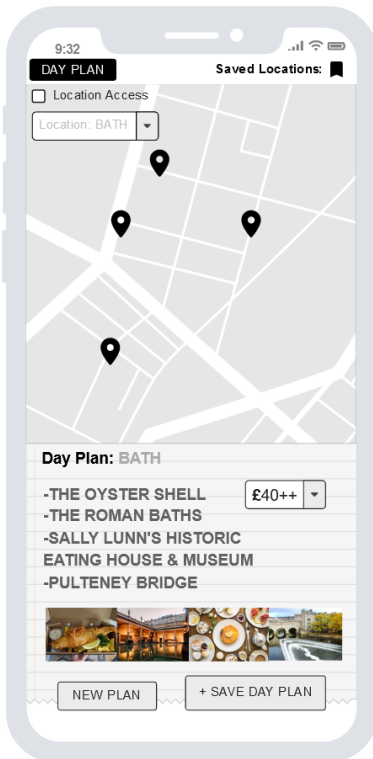 9:32
DAY PLAN
Saved Locations:
Location Access
Location: BATH
Day Plan: BATH
£40++
-THE OYSTER SHELL
-THE ROMAN BATHS
-SALLY LUNN'S HISTORIC
EATING HOUSE & MUSEUM
-PULTENEY BRIDGE
NEW PLAN
+ SAVE DAY PLAN